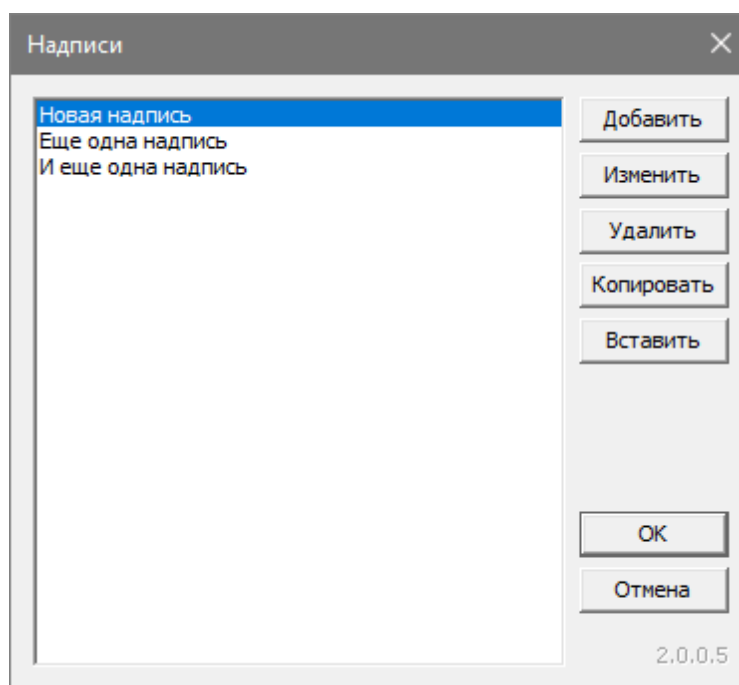 Надписи
Новая надпись
Еще одна надпись
И еще одна надпись
Добавить
Изменить
Удалить
Копировать
Вставить
ОК
Отмена
2.0.0.5